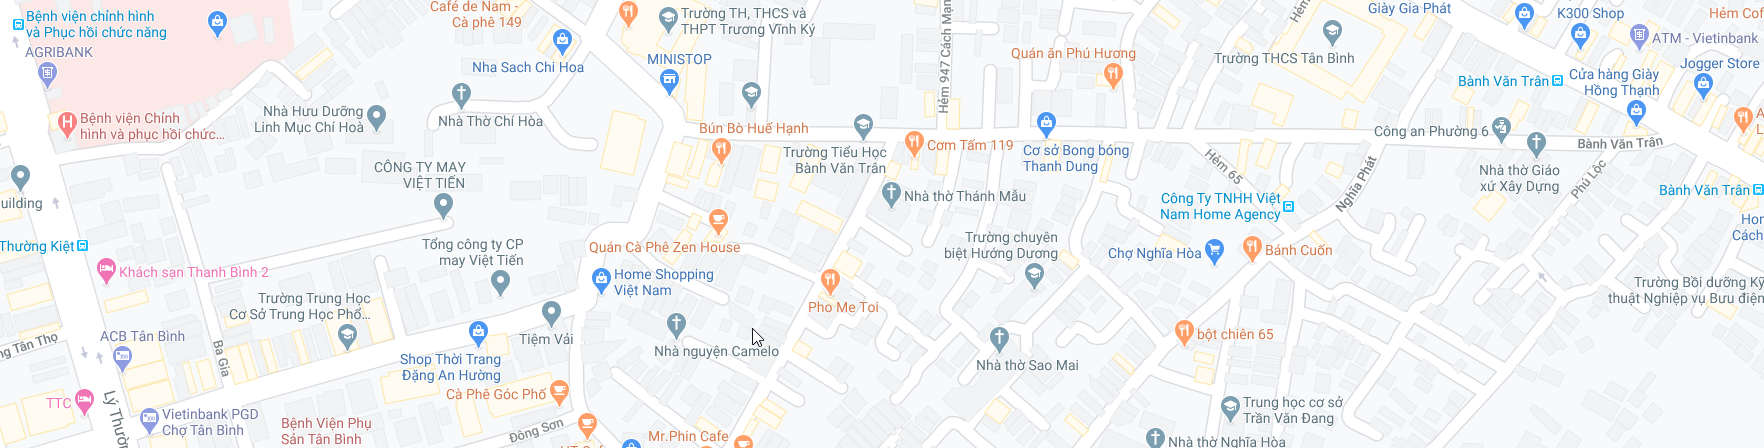 Bệnh viện chỉnh hình
và Phục hồi chức năng
AGRIBANK
Café de Nam -
Cà phê 149
Trường TH, THCS và
THPT Trương Vĩnh Ký
Nha Sach Chi Hoa
MINISTOP
Quán ăn Phú Hương
Hẻm 947 Cách Mạn
Hẻm
Giày Gia Phát
K300 Shop
Hẻm Cof
ATM - Vietinbank
Trường THCS Tân Bình
Jogger Store
Bành Văn Trân
Cửa hàng Giày
Hồng Thạnh
Bệnh viện Chỉnh
hình và phục hồi chức...
Nhà Hưu Dưỡng
Linh Mục Chí Hoà
Nhà Thờ Chí Hòa
Bún Bò Huế Hạnh
Trường Tiểu Học
Bành Văn Trân
Cơm Tấm 119
Cơ sở Bong bóng
Thanh Dung
Hẻm 65
Công an Phường 6
Bành Văn Trân
A
L
CÔNG TY MAY
VIỆT TIẾN
Nhà thờ Thánh Mẫu
Công Ty TNHH Việt
Nam Home Agency
Nghĩa Phát
Nhà thờ Giáo
xứ Xây Dựng
Phú Lộc
Bành Văn Trân
uilding
Thường Kiệt
Khách sạn Thanh Bình 2
Tổng công ty CP
may Việt Tiến
Quán Cà Phê Zen House
Home Shopping
Việt Nam
Trường chuyên
biệt Hướng Dương
Chợ Nghĩa Hòa
Bánh Cuốn
Hor
Cách
Trường Bồi dưỡng Kỹ
thuật Nghiệp vụ Bưu điện
Trường Trung Học
Cơ Sở Trung Học Phổ...
Pho Me Toi
Tiệm Vải
ng Tân Thọ
ACB Tân Bình
Ba Gia
Shop Thời Trang
Đặng An Hường
Nhà nguyện Camelo
Nhà thờ Sao Mai
bột chiên 65
TTC
Lý Thườ
Vietinbank PGD
Chợ Tân Bình
Bệnh Viện Phụ
Sản Tân Bình
Cà Phê Góc Phố
Đông Sơn
Mr.Phin Cafe
Trung học cơ sở
Trần Văn Đang
Nhà thờ Nghĩa Hòa